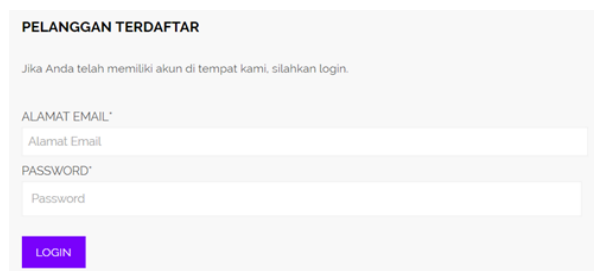 PELANGGAN TERDAFTAR
Jika Anda telah memiliki akun di tempat kami, silahkan login.
ALAMAT EMAIL*
Alamat Email
PASSWORD*
Password
LOGIN